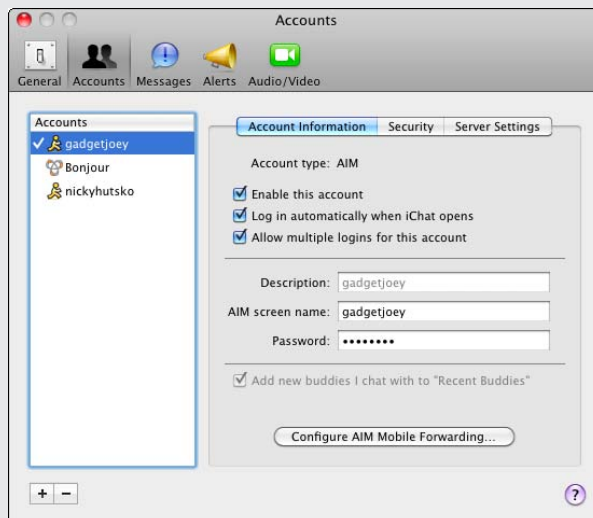 Accounts
General Accounts Messages Alerts Audio/Video
Accounts
gadgetjoey
Bonjour
nickyhutsko
Account Information Security Server Settings
Account type: AIM
Enable this account
Log in automatically when iChat opens
Allow multiple logins for this account
Description: gadgetjoey
AIM screen name: gadgetjoey
Password: ••••••••
Add new buddies I chat with to "Recent Buddies"
Configure AIM Mobile Forwarding...
+ −
?